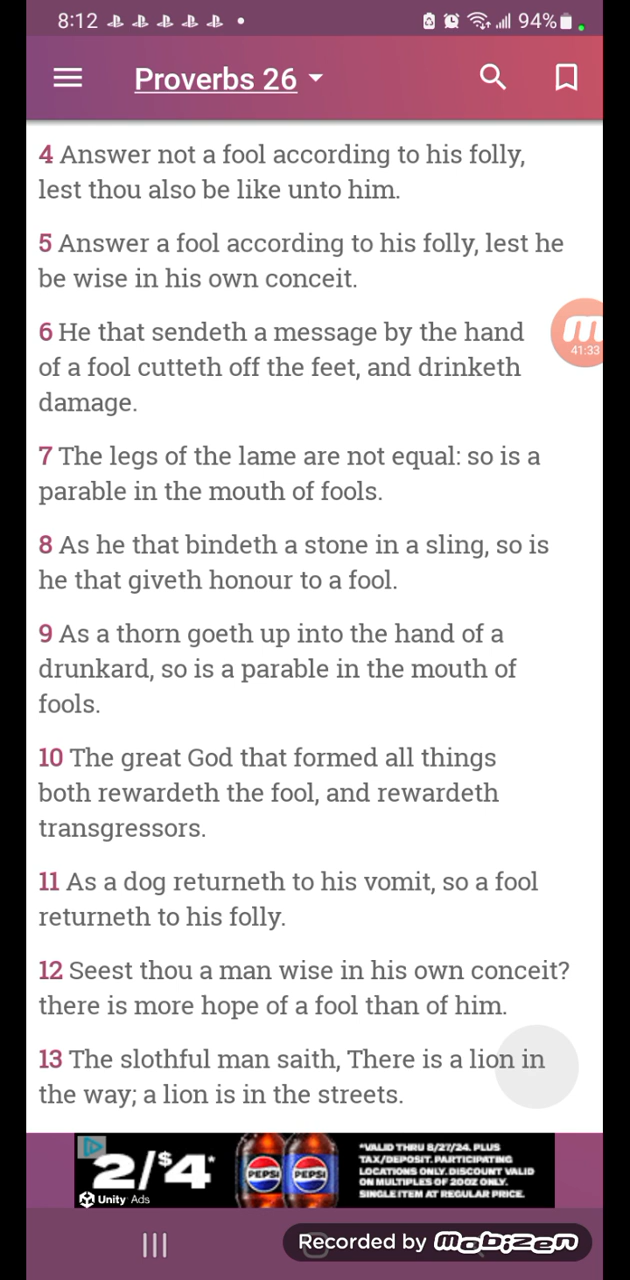 8:12
94%
Proverbs 26
4 Answer not a fool according to his folly,
lest thou also be like unto him.
5 Answer a fool according to his folly, lest he
be wise in his own conceit.
6 He that sendeth a message by the hand
of a fool cutteth off the feet, and drinketh
damage.
m
41:33
7 The legs of the lame are not equal: so is a
parable in the mouth of fools.
8 As he that bindeth a stone in a sling, so is
he that giveth honour to a fool.
9 As a thorn goeth up into the hand of a
drunkard, so is a parable in the mouth of
fools.
10 The great God that formed all things
both rewardeth the fool, and rewardeth
transgressors.
11 As a dog returneth to his vomit, so a fool
returneth to his folly.
12 Seest thou a man wise in his own conceit?
there is more hope of a fool than of him.
13 The slothful man saith, There is a lion in
the way; a lion is in the streets.
2/$4*
Unity Ads
PEPSI PEPSI
*VALID THRU 8/27/24. PLUS
TAX/DEPOSIT. PARTICIPATING
LOCATIONS ONLY. DISCOUNT VALID
ON MULTIPLES OF 20OZ ONLY.
SINGLE ITEM AT REGULAR PRICE.
Recorded by mobizen